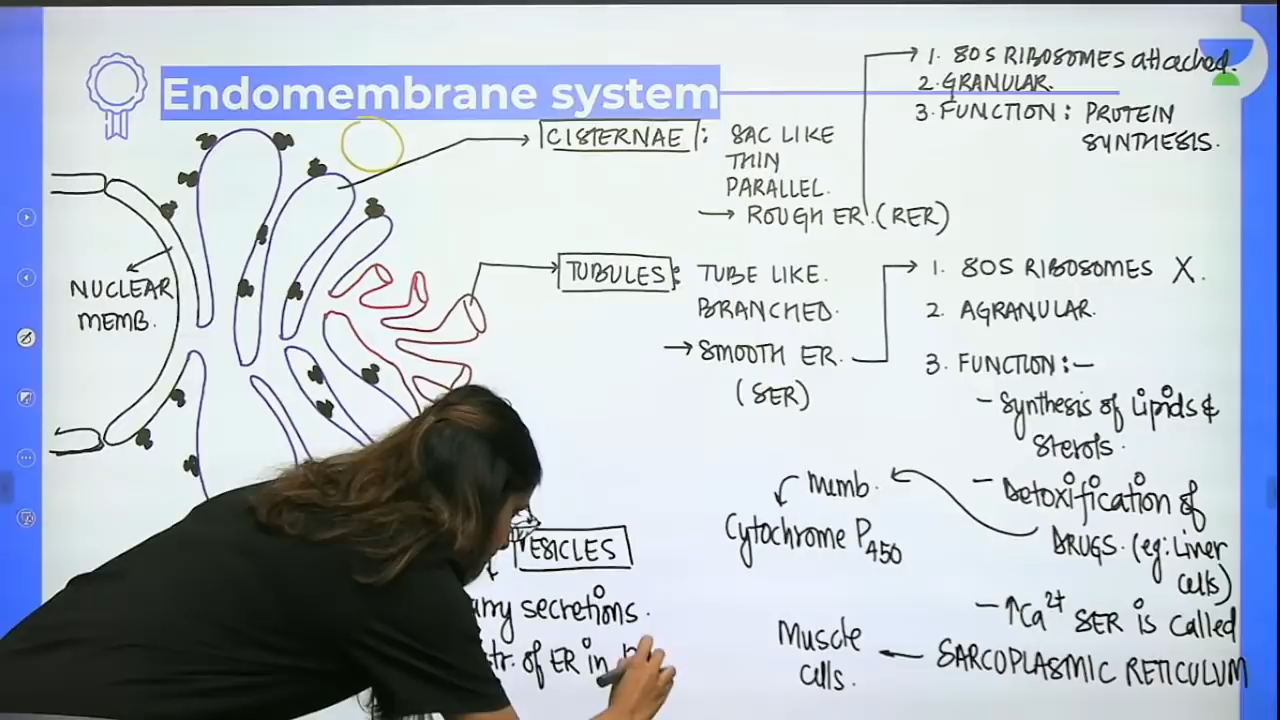 Endomembrane system
CISTERNAE : SAC LIKE
THIN
PARALLEL.
→ ROUGH ER. (RER)
1. 80S RIBOSOMES attached.
2. GRANULAR.
3. FUNCTION : PROTEIN
SYNTHESIS.
NUCLEAR
MEMB.
TUBULES : TUBE LIKE.
BRANCHED.
→ SMOOTH ER.
(SER)
1. 80S RIBOSOMES X.
2. AGRANULAR.
3. FUNCTION :-
- Synthesis of Lipids &
Sterols.
- Detoxification of
DRUGS. (eg: Liver
cells)
Memb.
Cytochrome P450
- ↑Ca2+ SER is called
SARCOPLASMIC RETICULUM
Muscle
cells.
ESICLES
secretions.
of ER in